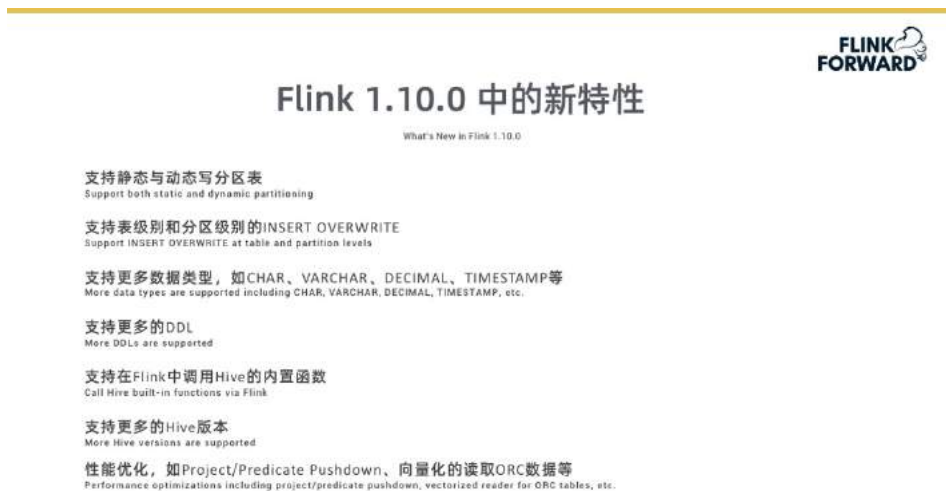 FLINK
FORWARD
Flink 1.10.0 中的新特性
What's New in Flink 1.10.0
支持静态与动态写分区表
Support both static and dynamic partitioning
支持表级别和分区级别的INSERT OVERWRITE
Support INSERT OVERWRITE at table and partition levels
支持更多数据类型，如CHAR、VARCHAR、DECIMAL、TIMESTAMP等
More data types are supported including CHAR, VARCHAR, DECIMAL, TIMESTAMP, etc.
支持更多的DDL
More DDLs are supported
支持在Flink中调用Hive的内置函数
Call Hive built-in functions via Flink
支持更多的Hive版本
More Hive versions are supported
性能优化，如Project/Predicate Pushdown、向量化的读取ORC数据等
Performance optimizations including project/predicate pushdown, vectorized reader for ORC tables, etc.